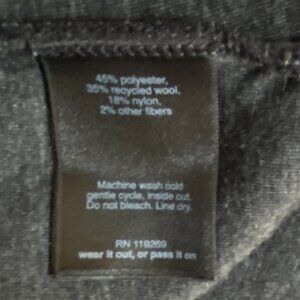 45% polyester,
35% recycled wool,
18% nylon,
2% other fibers
Machine wash cold
gentle cycle, inside out.
Do not bleach. Line dry.
RN 119269
wear it out, or pass it on